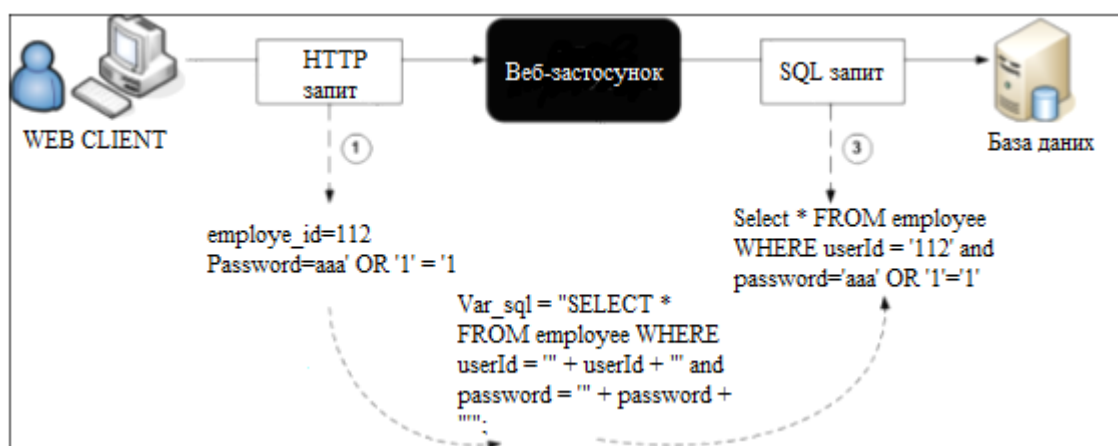 HTTP
запит
Веб-застосунок
SQL запит
WEB CLIENT
База даних
1
3
employe_id=112
Password=aaa' OR '1' = '1
Var_sql = "SELECT *
FROM employee WHERE
userId = '" + userId + "' and
password = '" + password +
"'";
Select * FROM employee
WHERE userId = '112' and
password='aaa' OR '1'='1'